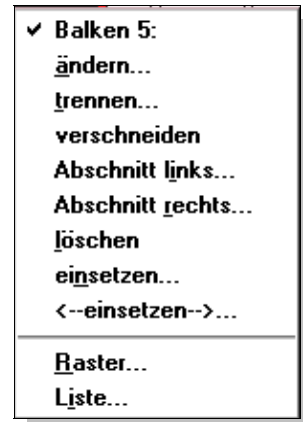 ✓ Balken 5:
ändern...
trennen...
verschneiden
Abschnitt links...
Abschnitt rechts...
löschen
einsetzen...
<--einsetzen-->...
Raster...
Liste...